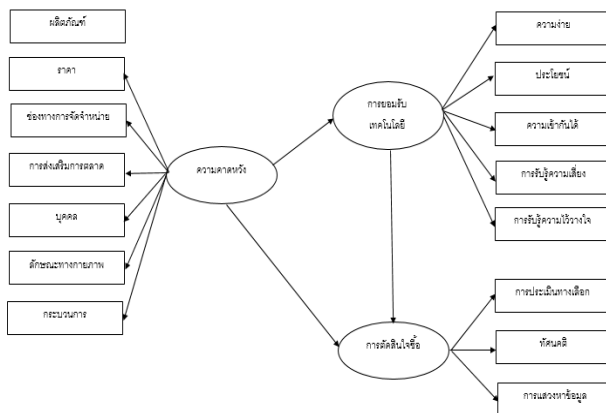 ผลิตภัณฑ์
ราคา
ช่องทางการจัดจำหน่าย
การส่งเสริมการตลาด
บุคคล
ลักษณะทางกายภาพ
กระบวนการ
ความคาดหวัง
การยอมรับ
เทคโนโลยี
การตัดสินใจซื้อ
ความง่าย
ประโยชน์
ความเข้ากันได้
การรับรู้ความเสี่ยง
การรับรู้ความไว้วางใจ
การประเมินทางเลือก
ทัศนคติ
การแสวงหาข้อมูล